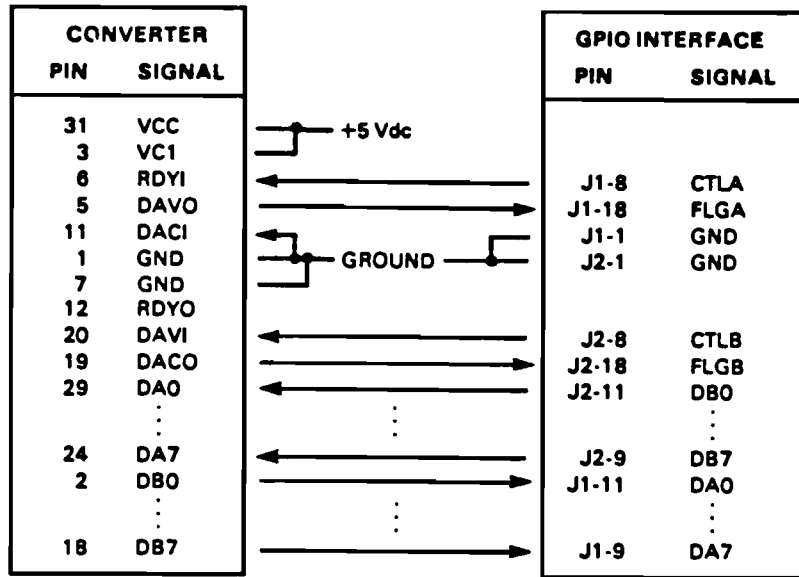 CONVERTER
PIN SIGNAL
31 VCC
3 VC1
6 RDYI
5 DAVO
11 DACI
1 GND
7 GND
12 RDYO
20 DAVI
19 DACO
29 DA0
24 DA7
2 DB0
18 DB7
+5 Vdc
GROUND
GPIO INTERFACE
PIN SIGNAL
J1-8 CTLA
J1-18 FLGA
J1-1 GND
J2-1 GND
J2-8 CTLB
J2-18 FLGB
J2-11 DB0
J2-9 DB7
J1-11 DA0
J1-9 DA7